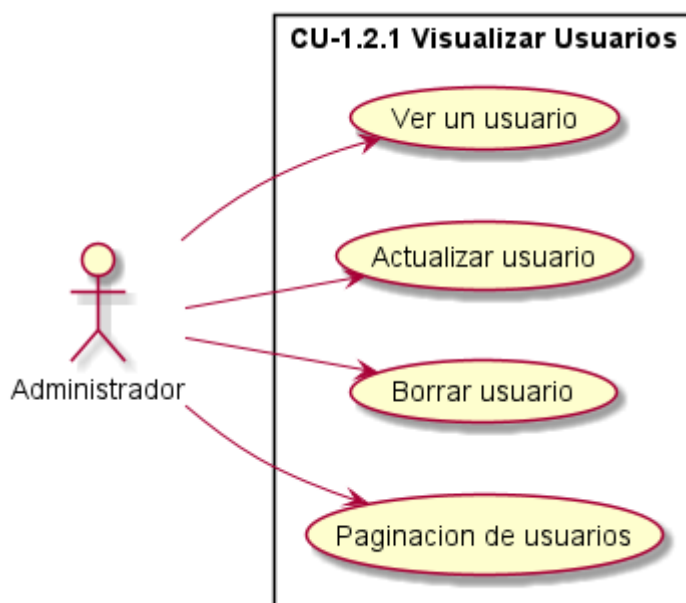 CU-1.2.1 Visualizar Usuarios
Ver un usuario
Actualizar usuario
Administrador
Borrar usuario
Paginacion de usuarios